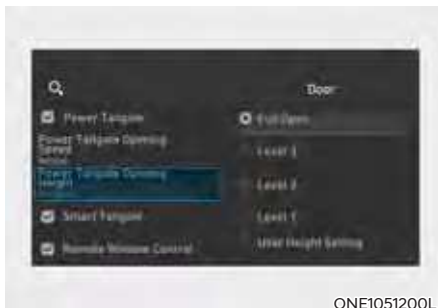 Door
Power Tailgate
Power Tailgate Opening
Speed
Power Tailgate Opening
Height
Smart Tailgate
Remote Window Control
Full Open
Level 3
Level 2
Level 1
User Height Setting
ONE1051200L